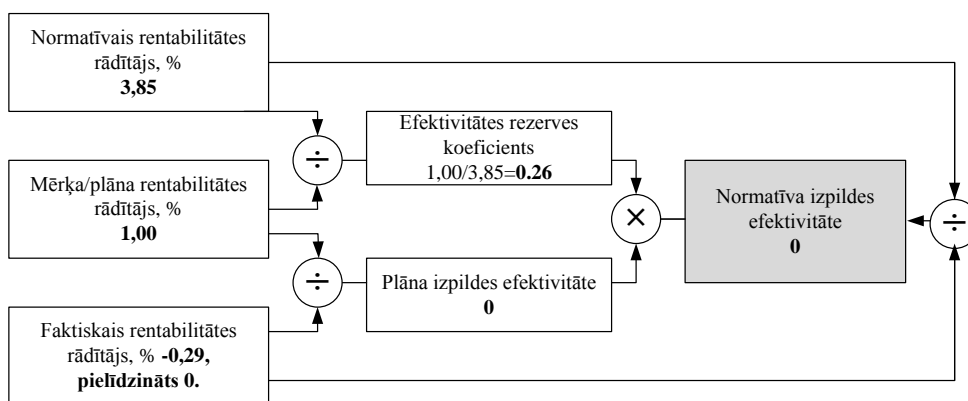 Normatīvais rentabilitātes
rādītājs, %
3,85
Efektivitātes rezerves
koeficients
1,00/3,85=0.26
÷
Mērķa/plāna rentabilitātes
rādītājs, %
1,00
×
Normatīva izpildes
efektivitāte
0
÷
÷
Plāna izpildes efektivitāte
0
Faktiskais rentabilitātes
rādītājs, % -0,29,
pielīdzināts 0.